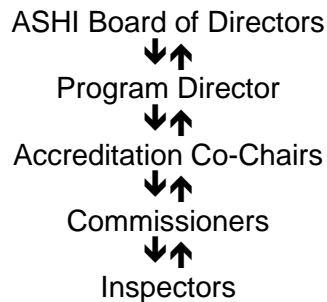 ASHI Board of Directors
Program Director
Accreditation Co-Chairs
Commissioners
Inspectors